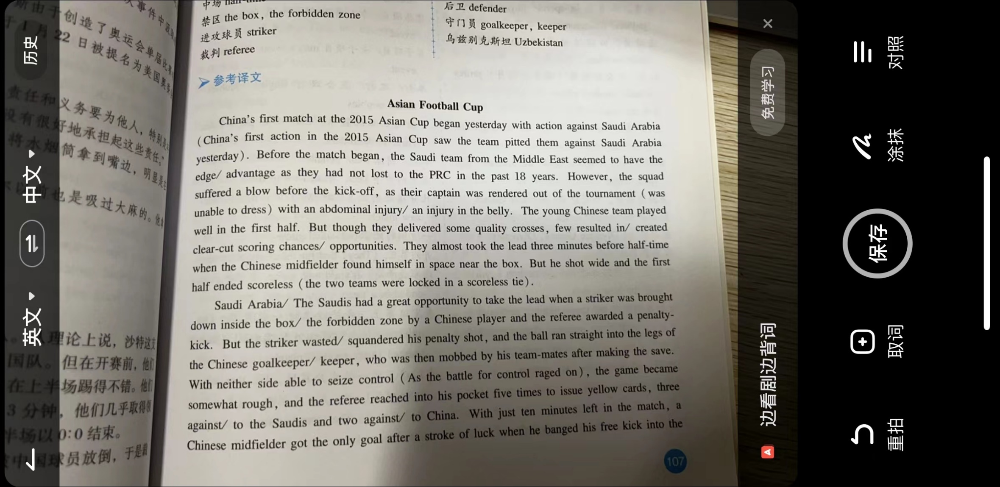 中场
禁区 the box, the forbidden zone
进攻球员 striker
裁判 referee
后卫 defender
守门员 goalkeeper, keeper
乌兹别克斯坦 Uzbekistan
参考译文
Asian Football Cup
China's first match at the 2015 Asian Cup began yesterday with action against Saudi Arabia
(China's first action in the 2015 Asian Cup saw the team pitted them against Saudi Arabia
yesterday). Before the match began, the Saudi team from the Middle East seemed to have the
edge/ advantage as they had not lost to the PRC in the past 18 years. However, the squad
suffered a blow before the kick-off, as their captain was rendered out of the tournament (was
unable to dress) with an abdominal injury/ an injury in the belly. The young Chinese team played
well in the first half. But though they delivered some quality crosses, few resulted in/ created
clear-cut scoring chances/ opportunities. They almost took the lead three minutes before half-time
when the Chinese midfielder found himself in space near the box. But he shot wide and the first
half ended scoreless (the two teams were locked in a scoreless tie).
Saudi Arabia/ The Saudis had a great opportunity to take the lead when a striker was brought
down inside the box/ the forbidden zone by a Chinese player and the referee awarded a penalty-
kick. But the striker wasted/ squandered his penalty shot, and the ball ran straight into the legs of
the Chinese goalkeeper/ keeper, who was then mobbed by his team-mates after making the save.
With neither side able to seize control (As the battle for control raged on), the game became
somewhat rough, and the referee reached into his pocket five times to issue yellow cards, three
against/ to the Saudis and two against/ to China. With just ten minutes left in the match, a
Chinese midfielder got the only goal after a stroke of luck when he banged his free kick into the
107
事件中
由于创造了奥运会单届比赛
1月22日被提名为美国奥
责任和义务要为他人，特别是
没有很好地承担起这些责任。”
将水烟筒拿到嘴边，明显是在
以前也是吸过大麻的。他
理论上说，沙特这支
国队。但在开赛前，他们
在上半场踢得不错。他们
3分钟，他们几乎取得领
半场以0:0结束。
中国球员放倒，于是裁
历史
中文
英文
免费学习
边看剧边背词
对照
涂抹
保存
取词
重拍